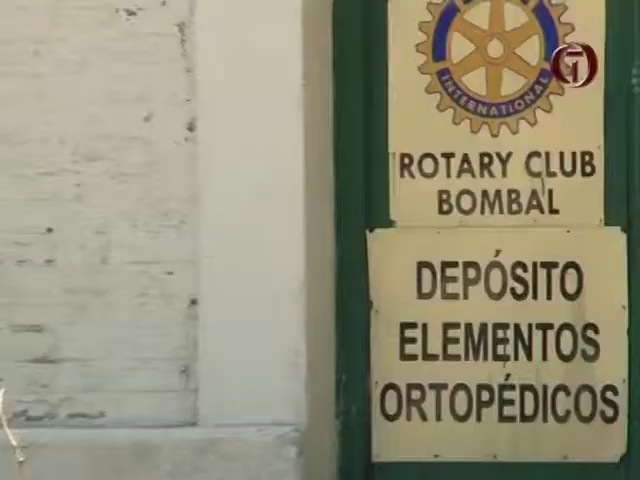 INTERNATIONAL
ROTARY CLUB
BOMBAL
DEPÓSITO
ELEMENTOS
ORTOPÉDICOS